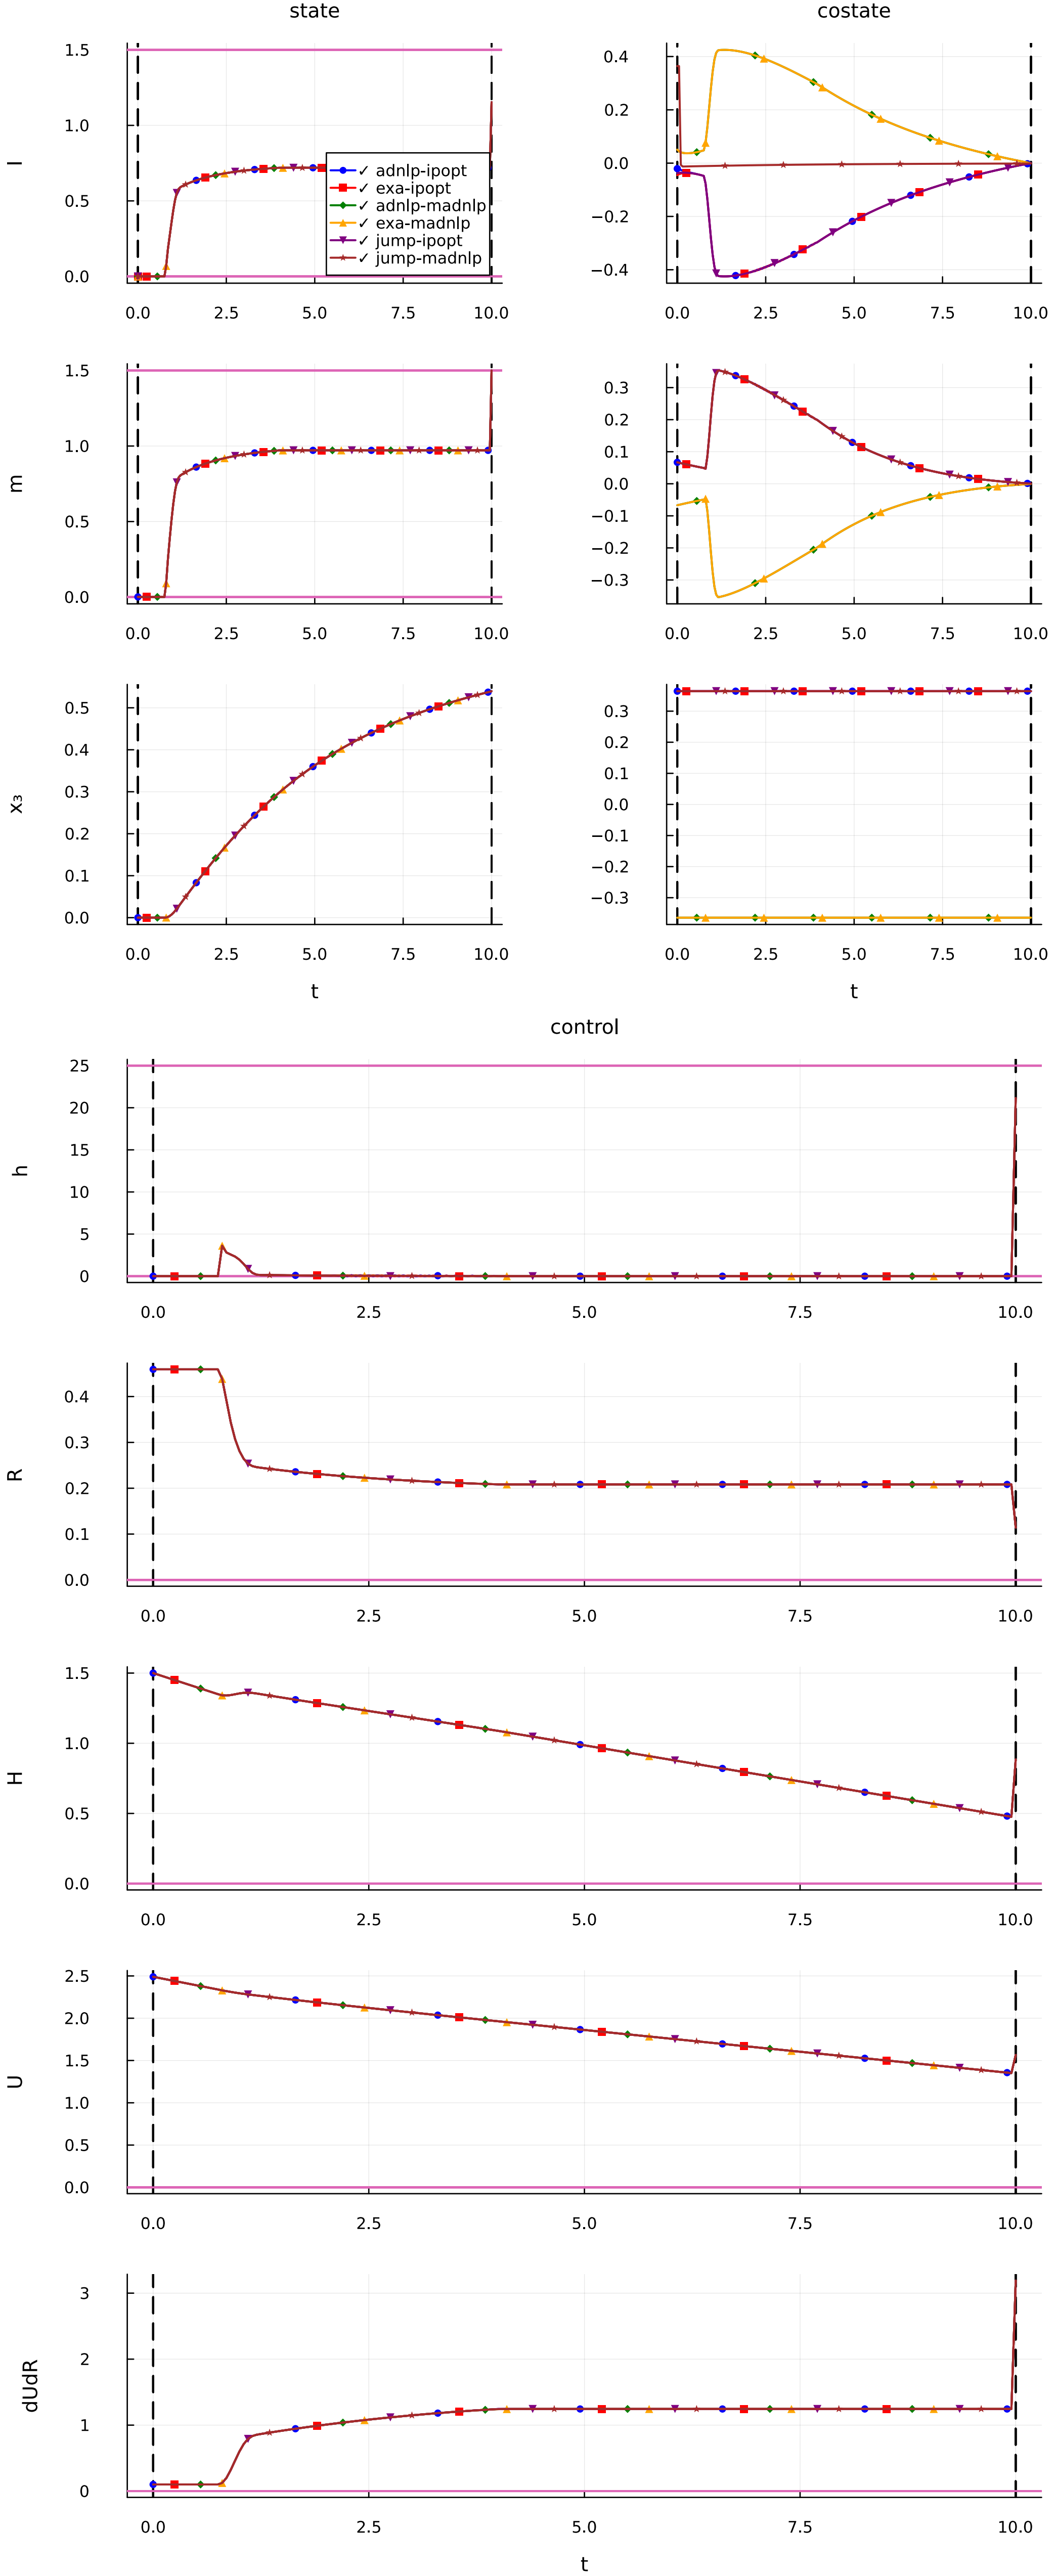 state
costate
l
1.5
1.0
0.5
0.0
✓ adnlp-ipopt
✓ exa-ipopt
✓ adnlp-madnlp
✓ exa-madnlp
✓ jump-ipopt
✓ jump-madnlp
0.0 2.5 5.0 7.5 10.0
0.4
0.2
0.0
−0.2
−0.4
0.0 2.5 5.0 7.5 10.0
m
1.5
1.0
0.5
0.0
0.0 2.5 5.0 7.5 10.0
0.3
0.2
0.1
0.0
−0.1
−0.2
−0.3
0.0 2.5 5.0 7.5 10.0
x₃
0.5
0.4
0.3
0.2
0.1
0.0
0.0 2.5 5.0 7.5 10.0
t
0.3
0.2
0.1
0.0
−0.1
−0.2
−0.3
0.0 2.5 5.0 7.5 10.0
t
control
h
25
20
15
10
5
0
0.0 2.5 5.0 7.5 10.0
R
0.4
0.3
0.2
0.1
0.0
0.0 2.5 5.0 7.5 10.0
H
1.5
1.0
0.5
0.0
0.0 2.5 5.0 7.5 10.0
U
2.5
2.0
1.5
1.0
0.5
0.0
0.0 2.5 5.0 7.5 10.0
dUdR
3
2
1
0
0.0 2.5 5.0 7.5 10.0
t